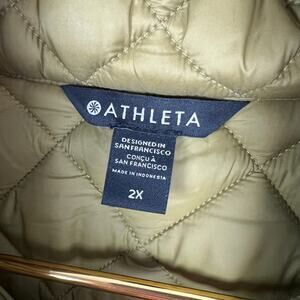 ATHLETA
DESIGNED IN
SAN FRANCISCO
CONÇU À
SAN FRANCISCO
MADE IN INDONESIA
2X